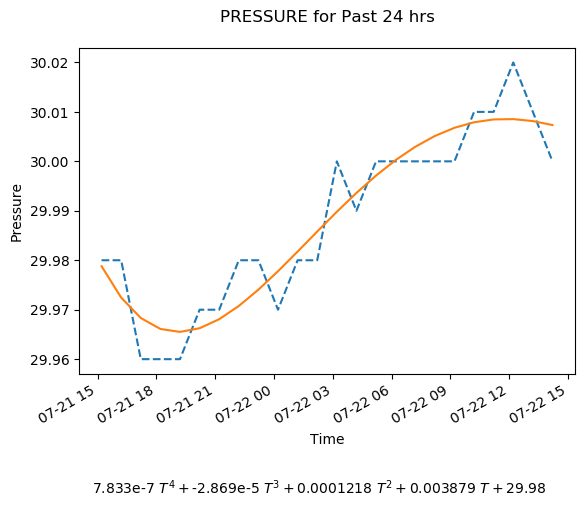 PRESSURE for Past 24 hrs
30.02
30.01
30.00
29.99
29.98
29.97
29.96
Pressure
07-21 15 07-21 18 07-21 21 07-22 00 07-22 03 07-22 06 07-22 09 07-22 12 07-22 15
Time
7.833e-7 T⁴ + -2.869e-5 T³ + 0.0001218 T² + 0.003879 T + 29.98